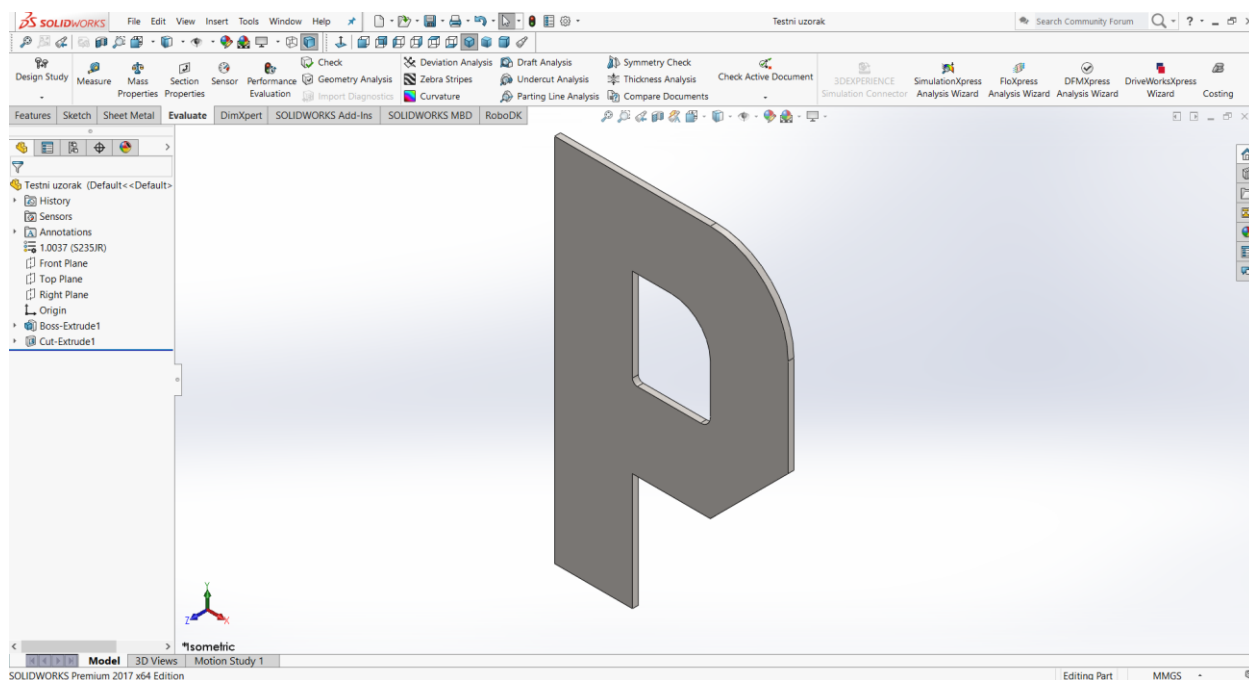 SOLIDWORKS File Edit View Insert Tools Window Help Testni uzorak Search Community Forum ?
Design Study Measure Mass Properties Section Properties Sensor Performance Evaluation Check Geometry Analysis Import Diagnostics Deviation Analysis Zebra Stripes Curvature Draft Analysis Undercut Analysis Parting Line Analysis Symmetry Check Thickness Analysis Compare Documents Check Active Document 3DEXPERIENCE Simulation Connector SimulationXpress Analysis Wizard FloXpress Analysis Wizard DFMXpress Analysis Wizard DriveWorksXpress Wizard Costing
Features Sketch Sheet Metal Evaluate DimXpert SOLIDWORKS Add-Ins SOLIDWORKS MBD RoboDK
Testni uzorak (Default<<Default>
History
Sensors
Annotations
1.0037 (S235JR)
Front Plane
Top Plane
Right Plane
Origin
Boss-Extrude1
Cut-Extrude1
Y
Z X
*Isometric
Model 3D Views Motion Study 1
SOLIDWORKS Premium 2017 x64 Edition Editing Part MMGS